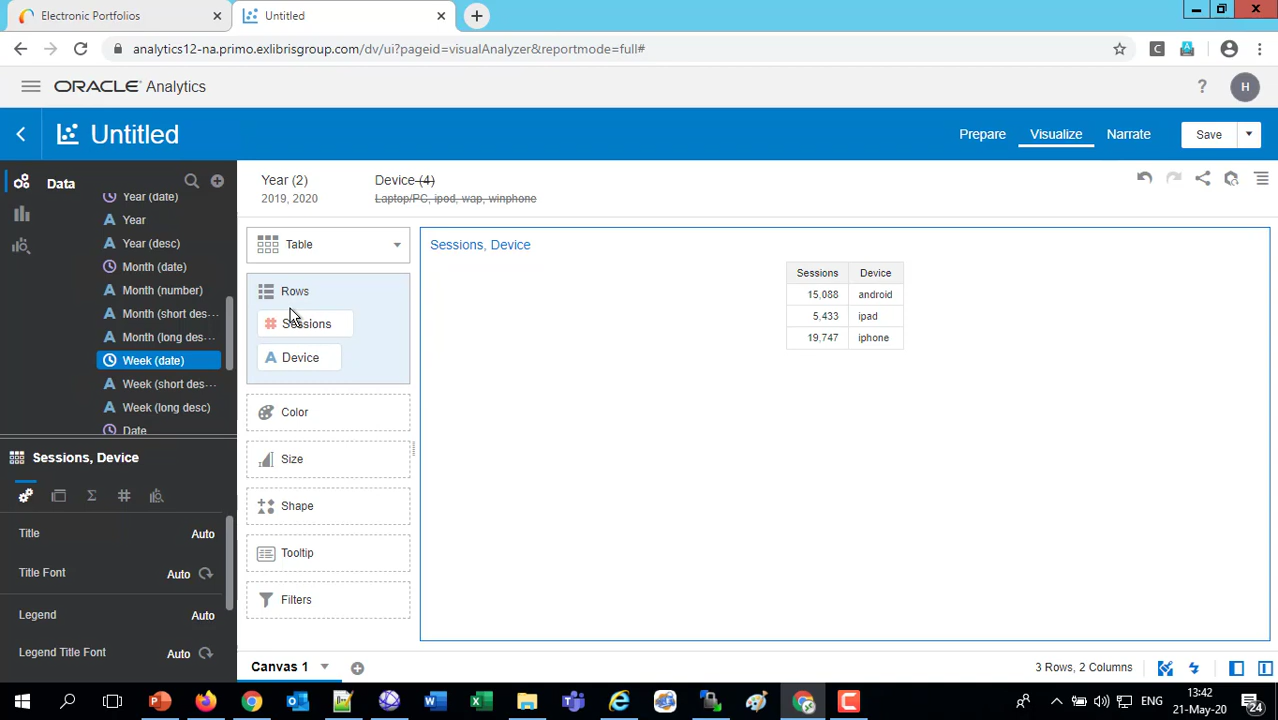 Electronic Portfolios
Untitled
analytics12-na.primo.exlibrisgroup.com/dv/ui?pageid=visualAnalyzer&reportmode=full#
C
ORACLE Analytics
?
H
Untitled
Prepare
Visualize
Narrate
Save
Data
Year (2)
2019, 2020
Device (4)
Laptop/PC, ipod, wap, winphone
A Year (date)
A Year
A Year (desc)
Month (date)
A Month (number)
A Month (short des···
A Month (long des···
Week (date)
A Week (short des···
A Week (long desc)
Date
Table
Rows
# Sessions
A Device
Color
Size
Shape
Tooltip
Filters
Sessions, Device
Sessions Device
15,088 android
5,433 ipad
19,747 iphone
Sessions, Device
Title Auto
Title Font Auto
Legend Auto
Legend Title Font Auto
Canvas 1
3 Rows, 2 Columns
ENG
13:42
21-May-20
24